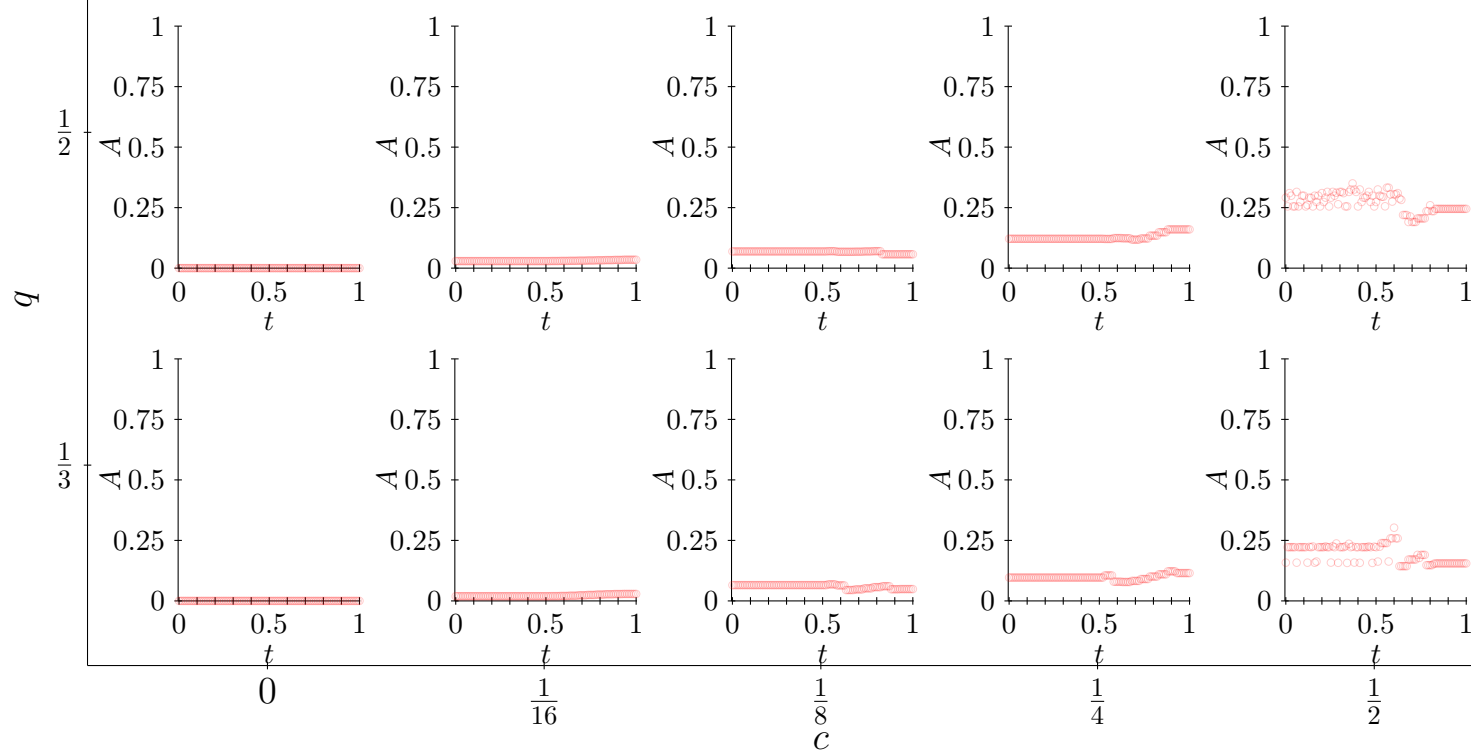 1 1 1 1 1
0.75 0.75 0.75 0.75 0.75
1/2 A 0.5 A 0.5 A 0.5 A 0.5 A 0.5
0.25 0.25 0.25 0.25 0.25
0 0 0 0 0
0 0.5 1 0 0.5 1 0 0.5 1 0 0.5 1 0 0.5 1
q
t t t t t
1 1 1 1 1
0.75 0.75 0.75 0.75 0.75
1/3 A 0.5 A 0.5 A 0.5 A 0.5 A 0.5
0.25 0.25 0.25 0.25 0.25
0 0 0 0 0
0 0.5 1 0 0.5 1 0 0.5 1 0 0.5 1 0 0.5 1
t t t t t
0 1/16 1/8 1/4 1/2
c